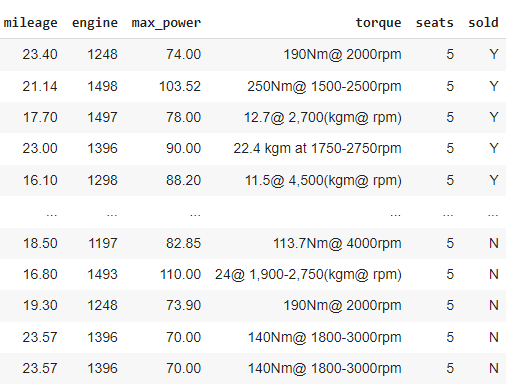 mileage engine max_power torque seats sold
23.40 1248 74.00 190Nm@ 2000rpm 5 Y
21.14 1498 103.52 250Nm@ 1500-2500rpm 5 Y
17.70 1497 78.00 12.7@ 2,700(kgm@ rpm) 5 Y
23.00 1396 90.00 22.4 kgm at 1750-2750rpm 5 Y
16.10 1298 88.20 11.5@ 4,500(kgm@ rpm) 5 Y
... ... ... ... ... ...
18.50 1197 82.85 113.7Nm@ 4000rpm 5 N
16.80 1493 110.00 24@ 1,900-2,750(kgm@ rpm) 5 N
19.30 1248 73.90 190Nm@ 2000rpm 5 N
23.57 1396 70.00 140Nm@ 1800-3000rpm 5 N
23.57 1396 70.00 140Nm@ 1800-3000rpm 5 N